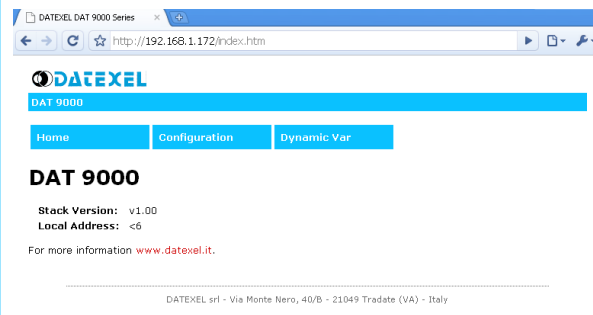 DATEXEL DAT 9000 Series
http://192.168.1.172/index.htm
DATEXEL
DAT 9000
Home Configuration Dynamic Var
DAT 9000
Stack Version: v1.00
Local Address: <6
For more information www.datexel.it.
DATEXEL srl - Via Monte Nero, 40/B - 21049 Tradate (VA) - Italy